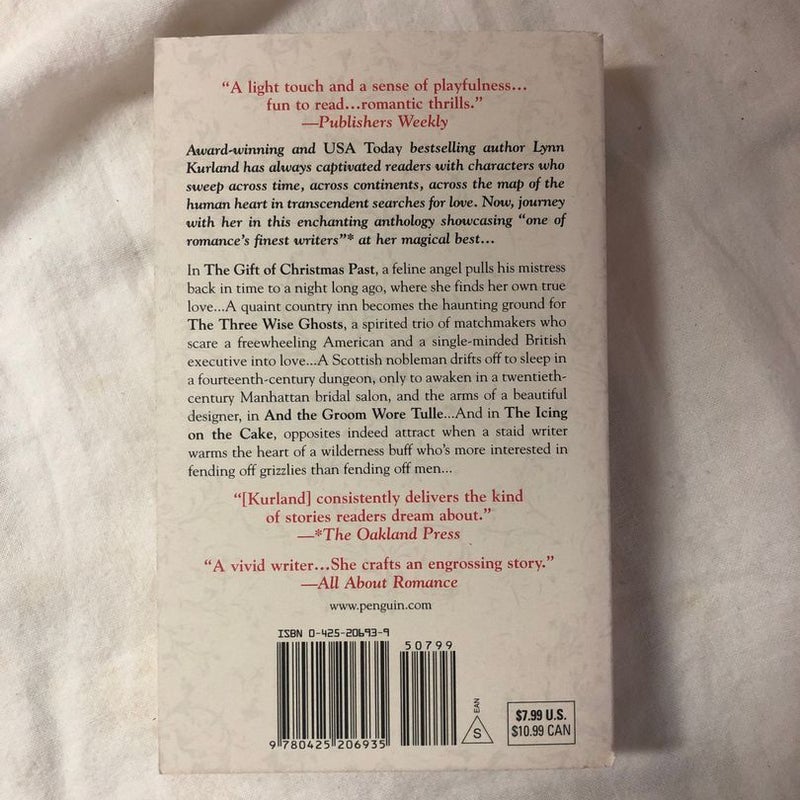 “A light touch and a sense of playfulness...
fun to read...romantic thrills.”
—Publishers Weekly
Award-winning and USA Today bestselling author Lynn
Kurland has always captivated readers with characters who
sweep across time, across continents, across the map of the
human heart in transcendent searches for love. Now, journey
with her in this enchanting anthology showcasing “one of
romance’s finest writers”* at her magical best...
In The Gift of Christmas Past, a feline angel pulls his mistress
back in time to a night long ago, where she finds her own true
love...A quaint country inn becomes the haunting ground for
The Three Wise Ghosts, a spirited trio of matchmakers who
scare a freewheeling American and a single-minded British
executive into love...A Scottish nobleman drifts off to sleep in
a fourteenth-century dungeon, only to awaken in a twentieth-
century Manhattan bridal salon, and the arms of a beautiful
designer, in And the Groom Wore Tulle...And in The Icing
on the Cake, opposites indeed attract when a staid writer
warms the heart of a wilderness buff who’s more interested in
fending off grizzlies than fending off men...
“[Kurland] consistently delivers the kind
of stories readers dream about.”
—*The Oakland Press
“A vivid writer...She crafts an engrossing story.”
—All About Romance
www.penguin.com
ISBN 0-425-20693-9
50799
9 780425 206935
EAN
S
$7.99 U.S.
$10.99 CAN